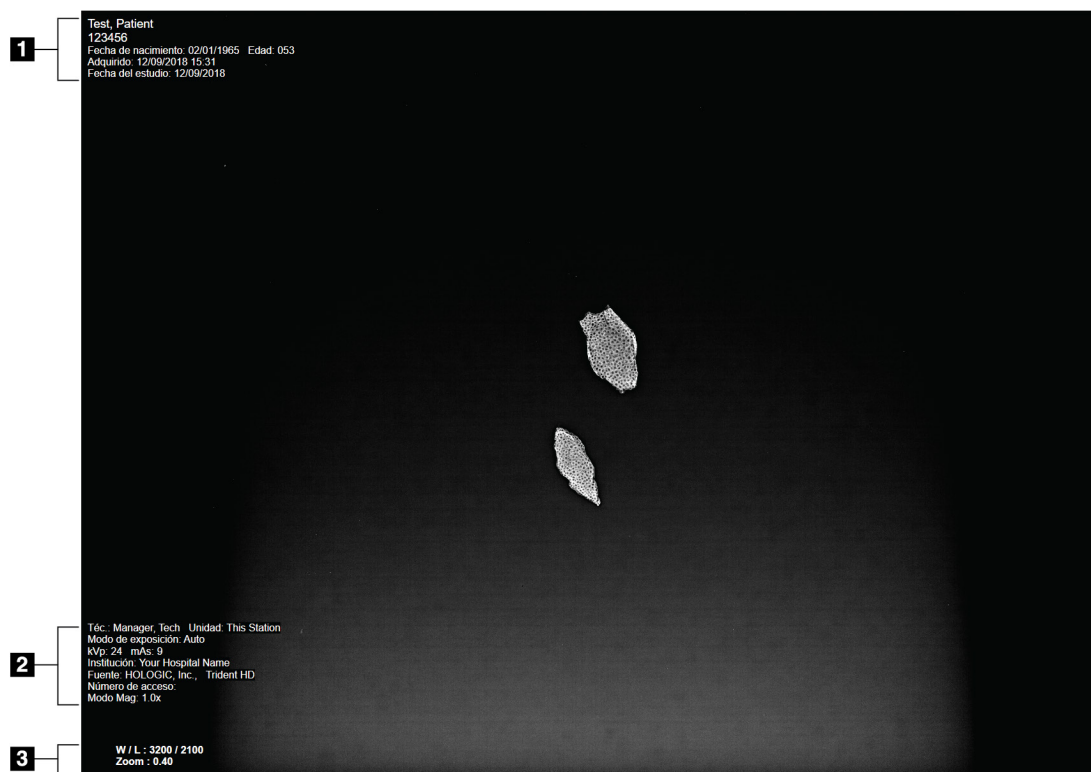 1
Test, Patient
123456
Fecha de nacimiento: 02/01/1965 Edad: 053
Adquirido: 12/09/2018 15:31
Fecha del estudio: 12/09/2018
2
Téc.: Manager, Tech Unidad: This Station
Modo de exposición: Auto
kVp: 24 mAs: 9
Institución: Your Hospital Name
Fuente: HOLOGIC, Inc., Trident HD
Número de acceso:
Modo Mag: 1.0x
3
W / L : 3200 / 2100
Zoom : 0.40